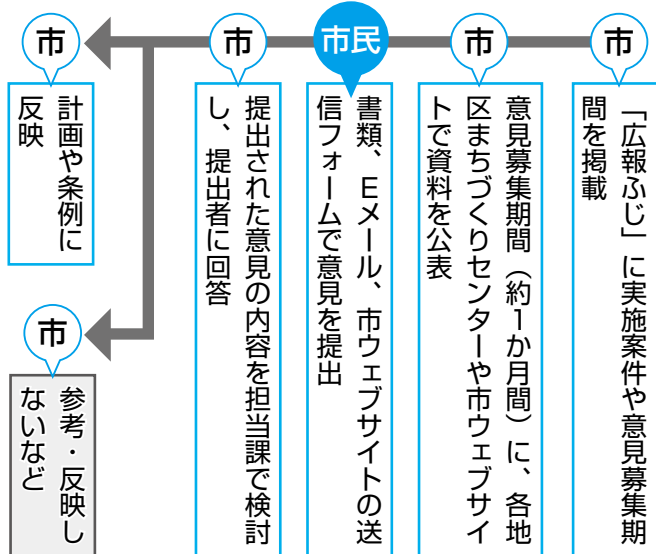 市
「広報ふじ」に実施案件や意見募集期
間を掲載
市
意見募集期間（約1か月間）に、各地
区まちづくりセンターや市ウェブサイ
トで資料を公表
市民
書類、Eメール、市ウェブサイトの送
信フォームで意見を提出
市
提出された意見の内容を担当課で検討
し、提出者に回答
市
計画や条例に
反映
市
参考・反映し
ないなど